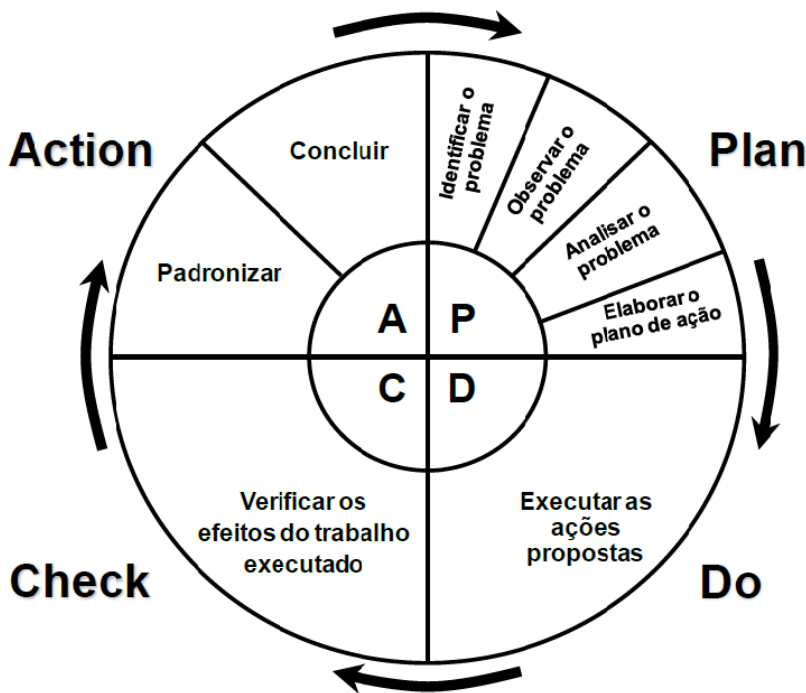 Action
Plan
Concluir
Padronizar
Identificar o
problema
Observar o
problema
Analisar o
problema
Elaborar o
plano de ação
A
P
C
D
Verificar os
efeitos do trabalho
executado
Executar as
ações
propostas
Check
Do